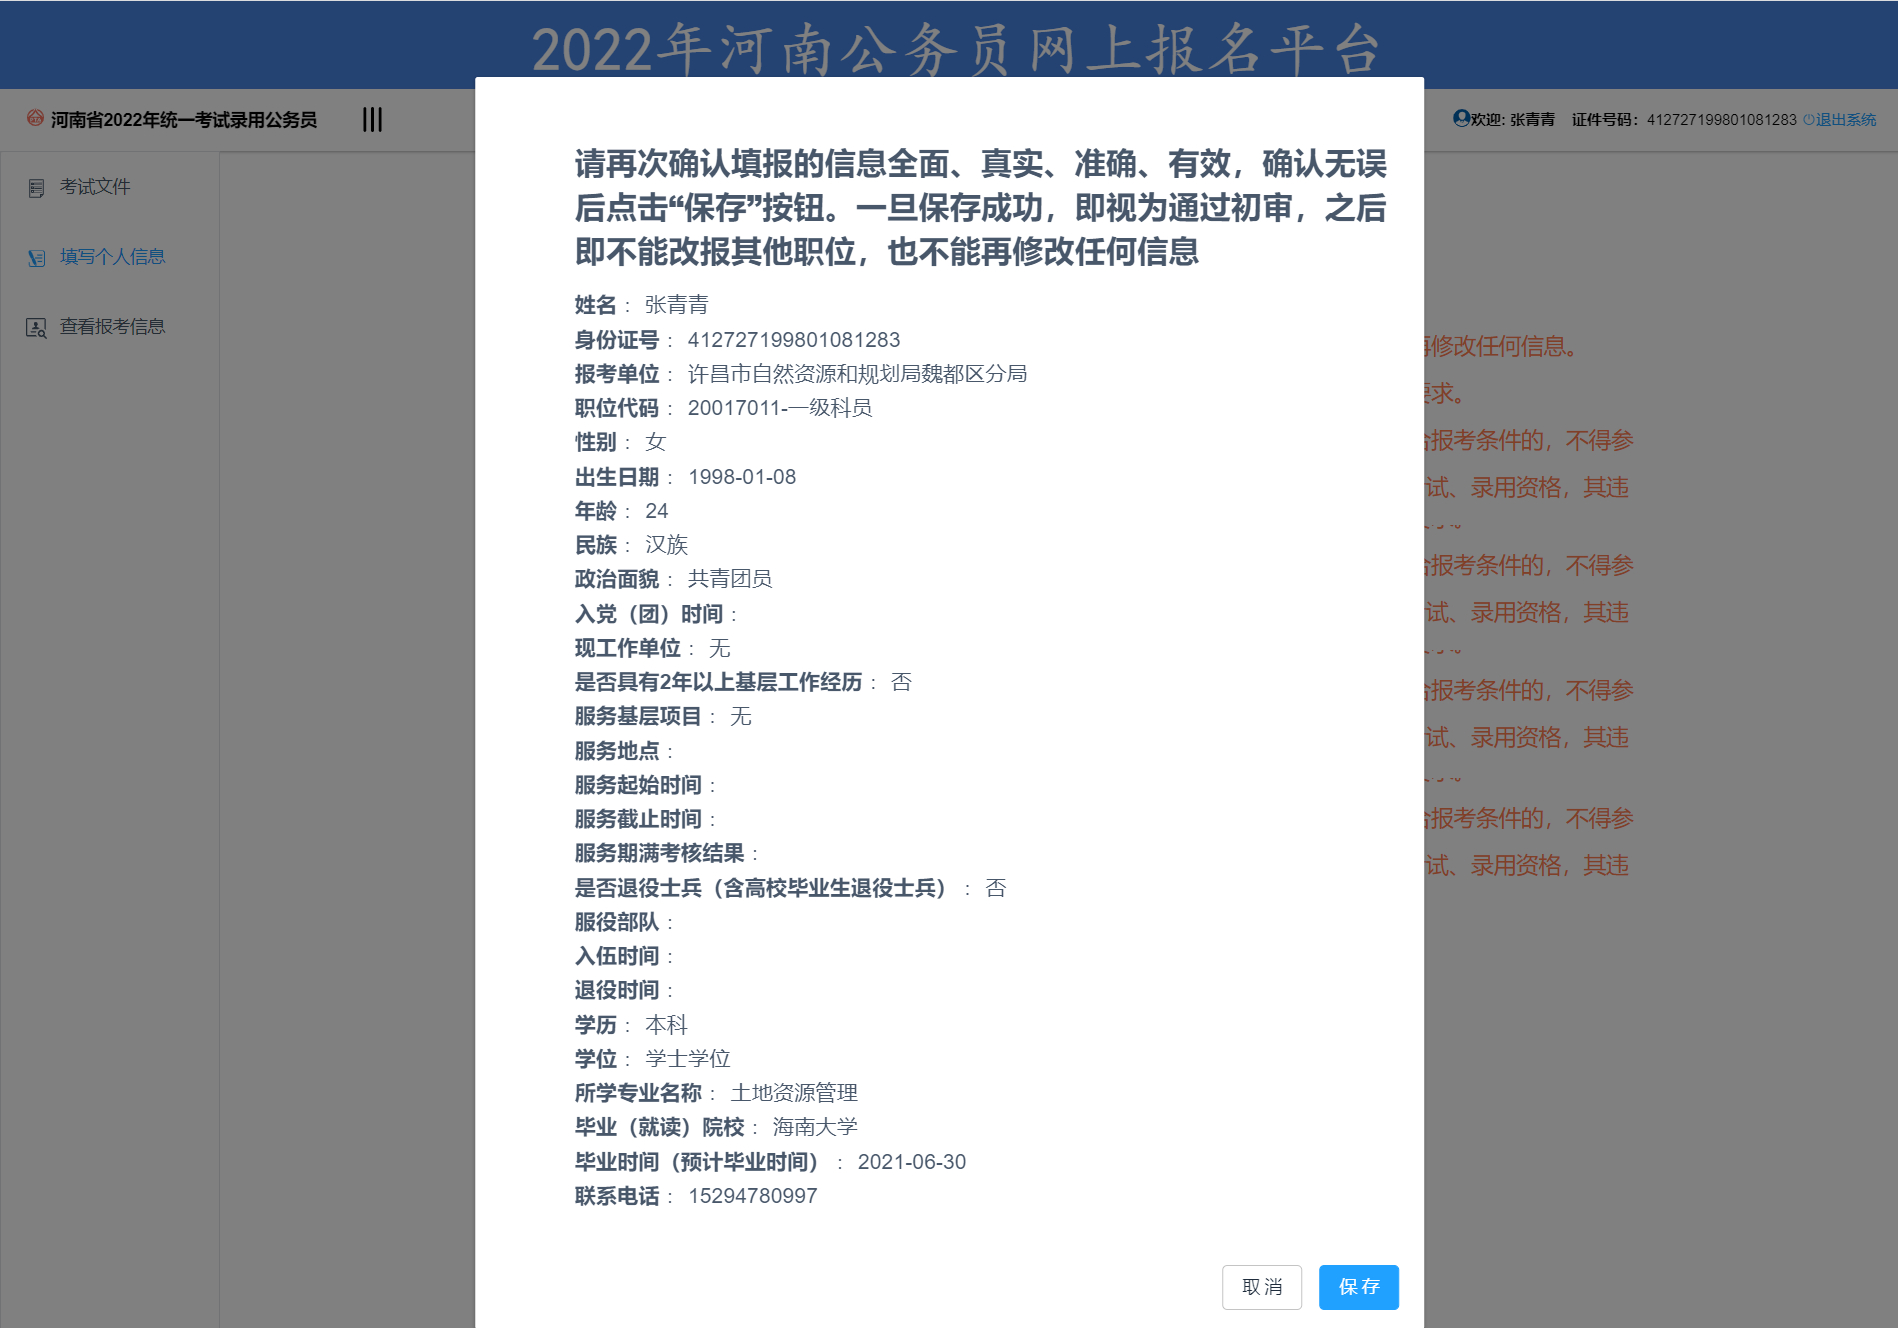 2022年河南公务员网上报名平台
河南省2022年统一考试录用公务员
欢迎: 张青青 证件号码: 412727199801081283 退出系统
考试文件
填写个人信息
查看报考信息
请再次确认填报的信息全面、真实、准确、有效，确认无误
后点击“保存”按钮。一旦保存成功，即视为通过初审，之后
即不能改报其他职位，也不能再修改任何信息
姓名： 张青青
身份证号： 412727199801081283
报考单位： 许昌市自然资源和规划局魏都区分局
职位代码： 20017011-一级科员
性别： 女
出生日期： 1998-01-08
年龄： 24
民族： 汉族
政治面貌： 共青团员
入党（团）时间：
现工作单位： 无
是否具有2年以上基层工作经历： 否
服务基层项目： 无
服务地点：
服务起始时间：
服务截止时间：
服务期满考核结果：
是否退役士兵（含高校毕业生退役士兵）： 否
服役部队：
入伍时间：
退役时间：
学历： 本科
学位： 学士学位
所学专业名称： 土地资源管理
毕业（就读）院校： 海南大学
毕业时间（预计毕业时间）： 2021-06-30
联系电话： 15294780997
取消 保存
修改任何信息。
求。
报考条件的，不得参
试、录用资格，其违
报考条件的，不得参
试、录用资格，其违
报考条件的，不得参
试、录用资格，其违
报考条件的，不得参
试、录用资格，其违